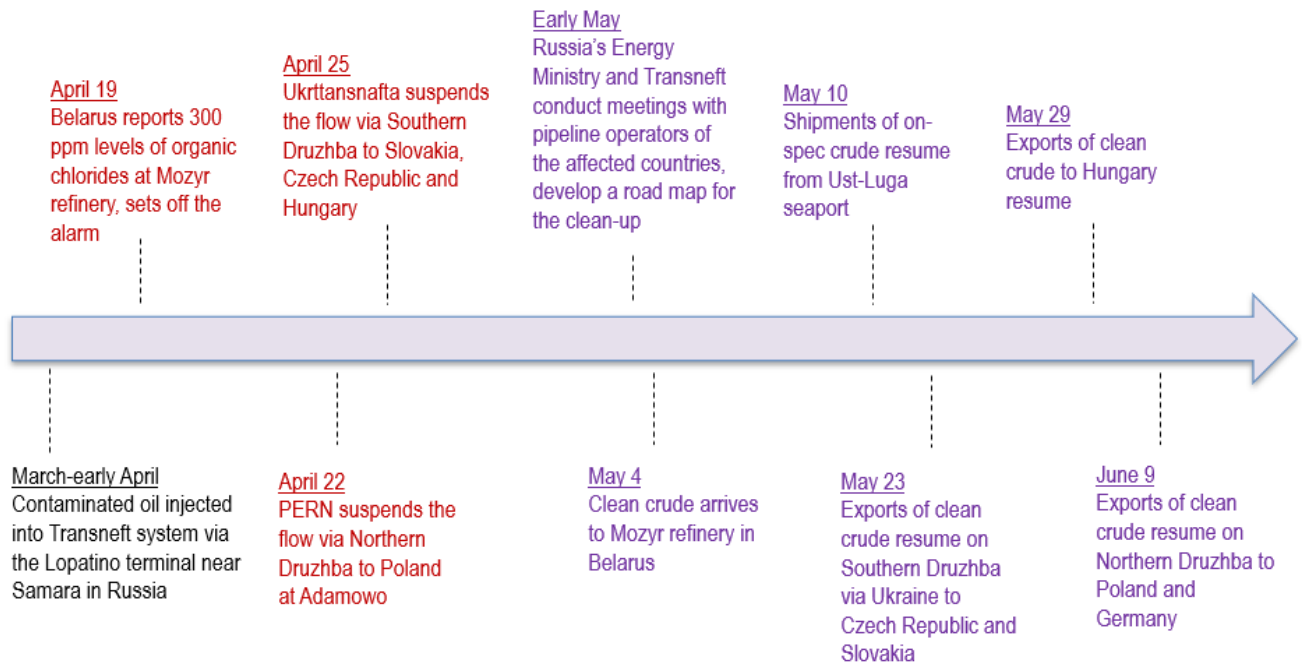 April 19
Belarus reports 300
ppm levels of organic
chlorides at Mozyr
refinery, sets off the
alarm
April 25
Ukrttansnafta suspends
the flow via Southern
Druzhba to Slovakia,
Czech Republic and
Hungary
Early May
Russia's Energy
Ministry and Transneft
conduct meetings with
pipeline operators of
the affected countries,
develop a road map for
the clean-up
May 10
Shipments of on-
spec crude resume
from Ust-Luga
seaport
May 29
Exports of clean
crude to Hungary
resume
March-early April
Contaminated oil injected
into Transneft system via
the Lopatino terminal near
Samara in Russia
April 22
PERN suspends the
flow via Northern
Druzhba to Poland
at Adamowo
May 4
Clean crude arrives
to Mozyr refinery in
Belarus
May 23
Exports of clean
crude resume on
Southern Druzhba
via Ukraine to
Czech Republic and
Slovakia
June 9
Exports of clean
crude resume on
Northern Druzhba to
Poland and
Germany